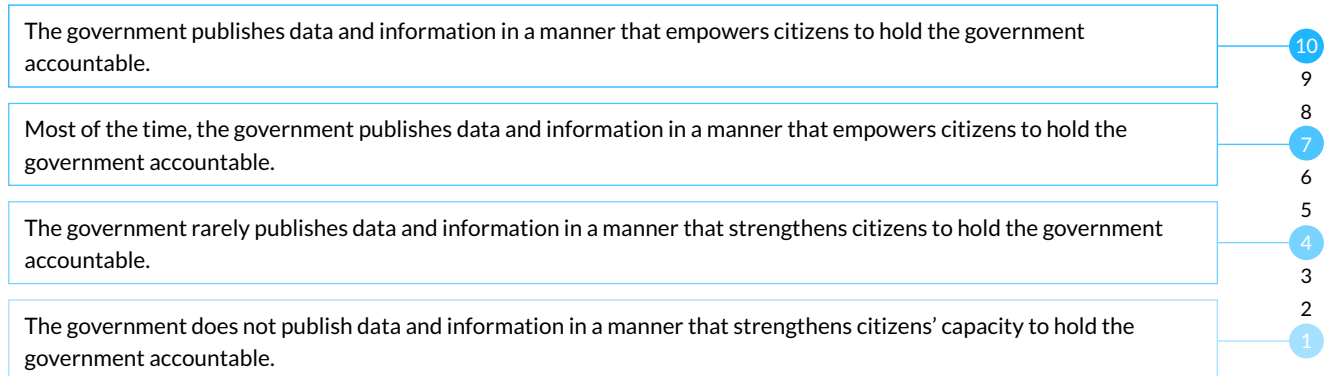 The government publishes data and information in a manner that empowers citizens to hold the government
accountable.
10
9
8
Most of the time, the government publishes data and information in a manner that empowers citizens to hold the
government accountable.
7
6
5
The government rarely publishes data and information in a manner that strengthens citizens to hold the government
accountable.
4
3
2
The government does not publish data and information in a manner that strengthens citizens’ capacity to hold the
government accountable.
1